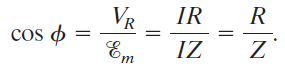 cos ϕ = V_R / ℰ_m = IR / IZ = R / Z.